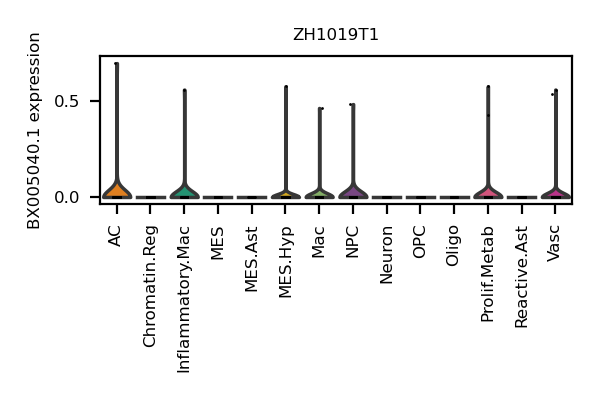 ZH1019T1
BX005040.1 expression
0.5
0.0
AC
Chromatin.Reg
Inflammatory.Mac
MES
MES.Ast
MES.Hyp
Mac
NPC
Neuron
OPC
Oligo
Prolif.Metab
Reactive.Ast
Vasc